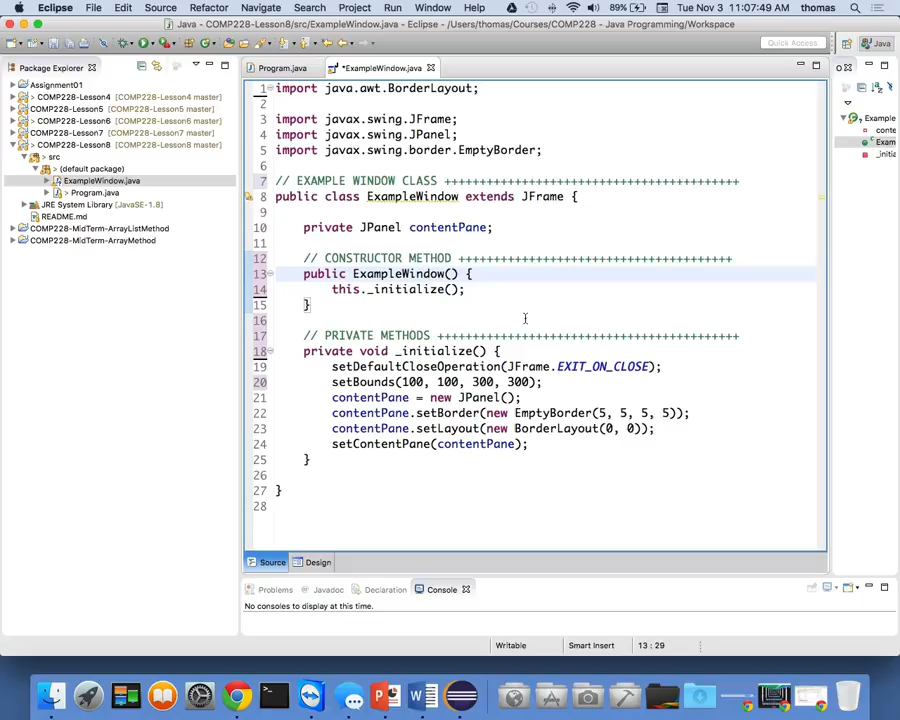 Eclipse File Edit Source Refactor Navigate Search Project Run Window Help 89% Tue Nov 3 11:07:49 AM thomas
Java – COMP228-Lesson8/src/ExampleWindow.java – Eclipse – /Users/thomas/Courses/COMP228 - Java Programming/Workspace
Quick Access Java
Package Explorer
Program.java *ExampleWindow.java
Assignment01
> COMP228-Lesson4 [COMP228-Lesson4 master]
COMP228-Lesson5 [COMP228-Lesson5 master]
> COMP228-Lesson6 [COMP228-Lesson6 master]
COMP228-Lesson7 [COMP228-Lesson7 master]
> COMP228-Lesson8 [COMP228-Lesson8 master]
> src
> (default package)
> ExampleWindow.java
> Program.java
JRE System Library [JavaSE-1.8]
README.md
COMP228-MidTerm-ArrayListMethod
COMP228-MidTerm-ArrayMethod
1 import java.awt.BorderLayout;
2
3 import javax.swing.JFrame;
4 import javax.swing.JPanel;
5 import javax.swing.border.EmptyBorder;
6
7 // EXAMPLE WINDOW CLASS ++++++++++++++++++++++++++++++++++++++++++
8 public class ExampleWindow extends JFrame {
9
10 private JPanel contentPane;
11
12 // CONSTRUCTOR METHOD +++++++++++++++++++++++++++++++++++++++
13 public ExampleWindow() {
14 this._initialize();
15 }
16
17 // PRIVATE METHODS +++++++++++++++++++++++++++++++++++++++++++
18 private void _initialize() {
19 setDefaultCloseOperation(JFrame.EXIT_ON_CLOSE);
20 setBounds(100, 100, 300, 300);
21 contentPane = new JPanel();
22 contentPane.setBorder(new EmptyBorder(5, 5, 5, 5));
23 contentPane.setLayout(new BorderLayout(0, 0));
24 setContentPane(contentPane);
25 }
26
27 }
28
O
Example
conte
Exam
_initia
Source Design
Problems Javadoc Declaration Console
No consoles to display at this time.
Writable Smart Insert 13 : 29